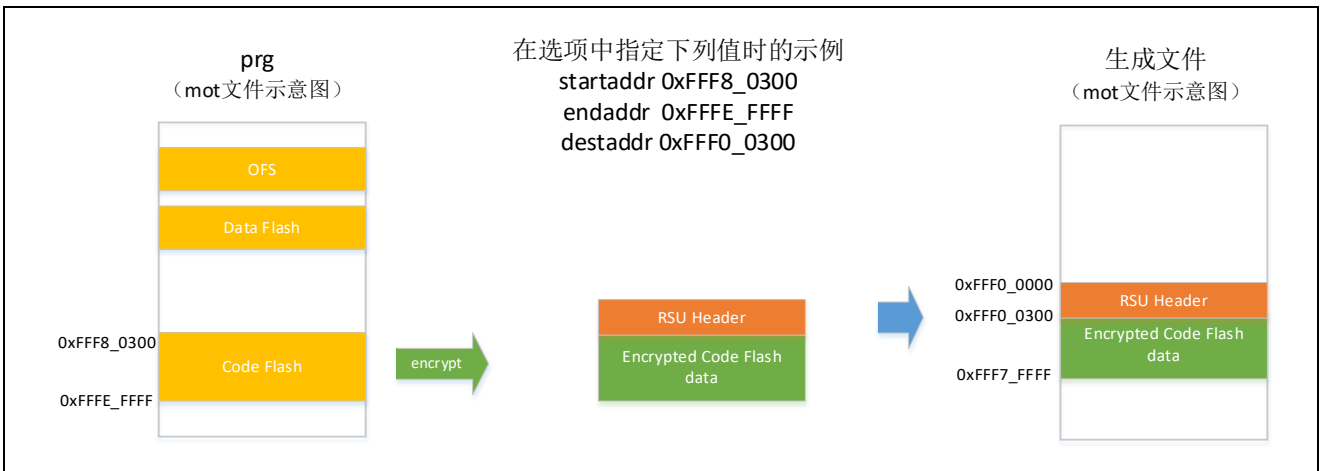 prg
（mot文件示意图）
OFS
Data Flash
0xFFF8_0300
Code Flash
0xFFFE_FFFF
encrypt
在选项中指定下列值时的示例
startaddr 0xFFF8_0300
endaddr 0xFFFE_FFFF
destaddr 0xFFF0_0300
RSU Header
Encrypted Code Flash
data
生成文件
（mot文件示意图）
0xFFF0_0000
RSU Header
0xFFF0_0300
Encrypted Code Flash
data
0xFFF7_FFFF